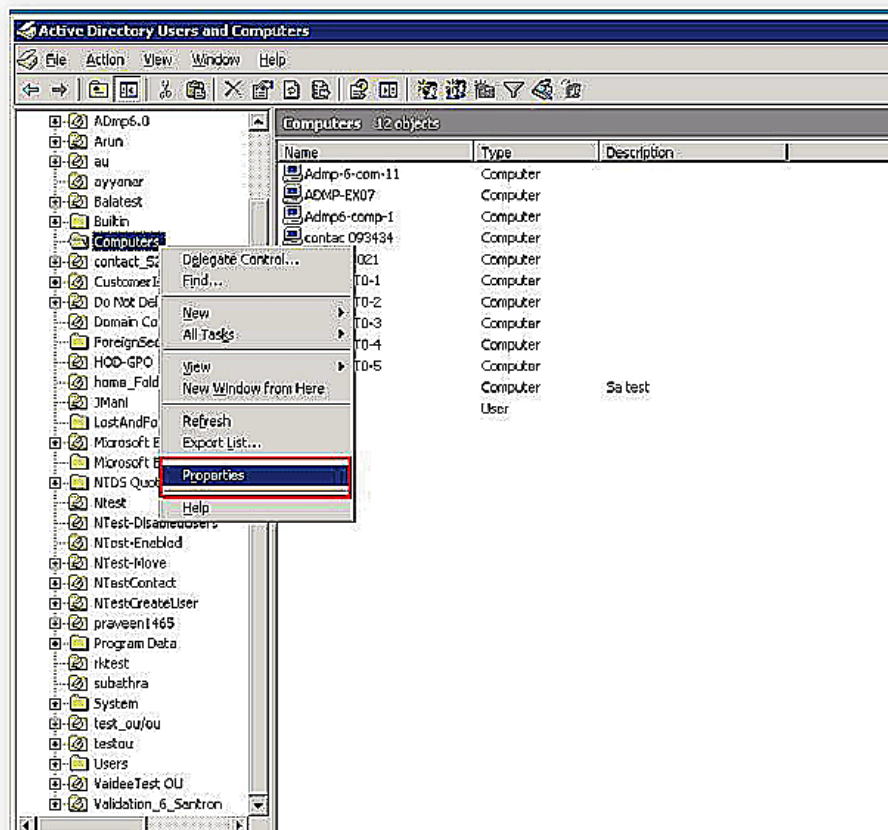 Active Directory Users and Computers
File Action View Window Help
ADmp6.0
Arun
au
ayyanar
Balatest
Builtin
Computers
contact_52
CustomerI
Do Not Del
Domain Co
ForeignSec
HOD-GPO
home_Fold
JMani
LostAndFo
Microsoft E
Microsoft E
NTDS Quot
Ntest
NTest-DisabledUsers
NTest-Enabled
NTest-Move
NTestContact
NTestCreateUser
praveen1465
Program Data
rktest
subathra
System
test_ou/ou
testou
Users
VaideeTest OU
Validation_6_Santron
Computers 12 objects
Name Type Description
Admp-6-com-11 Computer
ADMP-EX07 Computer
Admp6-comp-1 Computer
contac 093434 Computer
021 Computer
T0-1 Computer
T0-2 Computer
T0-3 Computer
T0-4 Computer
T0-5 Computer
Computer Sa test
User
Delegate Control...
Find...
New
All Tasks
View
New Window from Here
Refresh
Export List...
Properties
Help